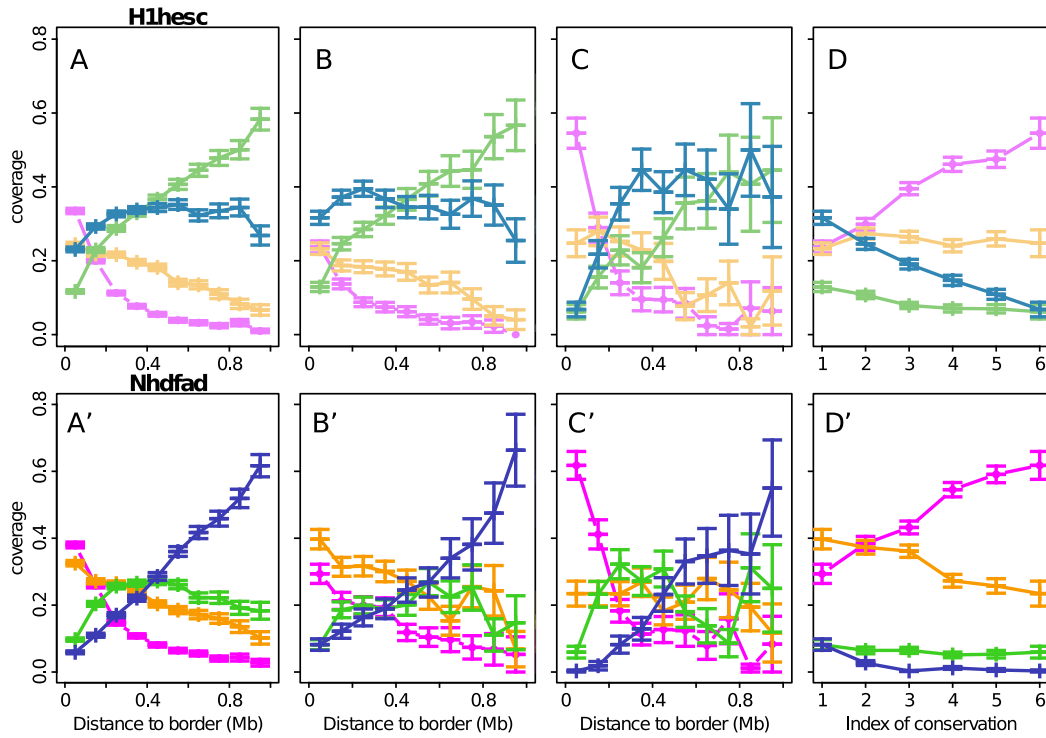 H1hesc
A B C D
coverage
0.0 0.2 0.4 0.6 0.8
0 0.4 0.8 0 0.4 0.8 0 0.4 0.8 1 2 3 4 5 6
Nhdfad
A’ B’ C’ D’
coverage
0.0 0.2 0.4 0.6 0.8
0 0.4 0.8 0 0.4 0.8 0 0.4 0.8 1 2 3 4 5 6
Distance to border (Mb) Distance to border (Mb) Distance to border (Mb) Index of conservation